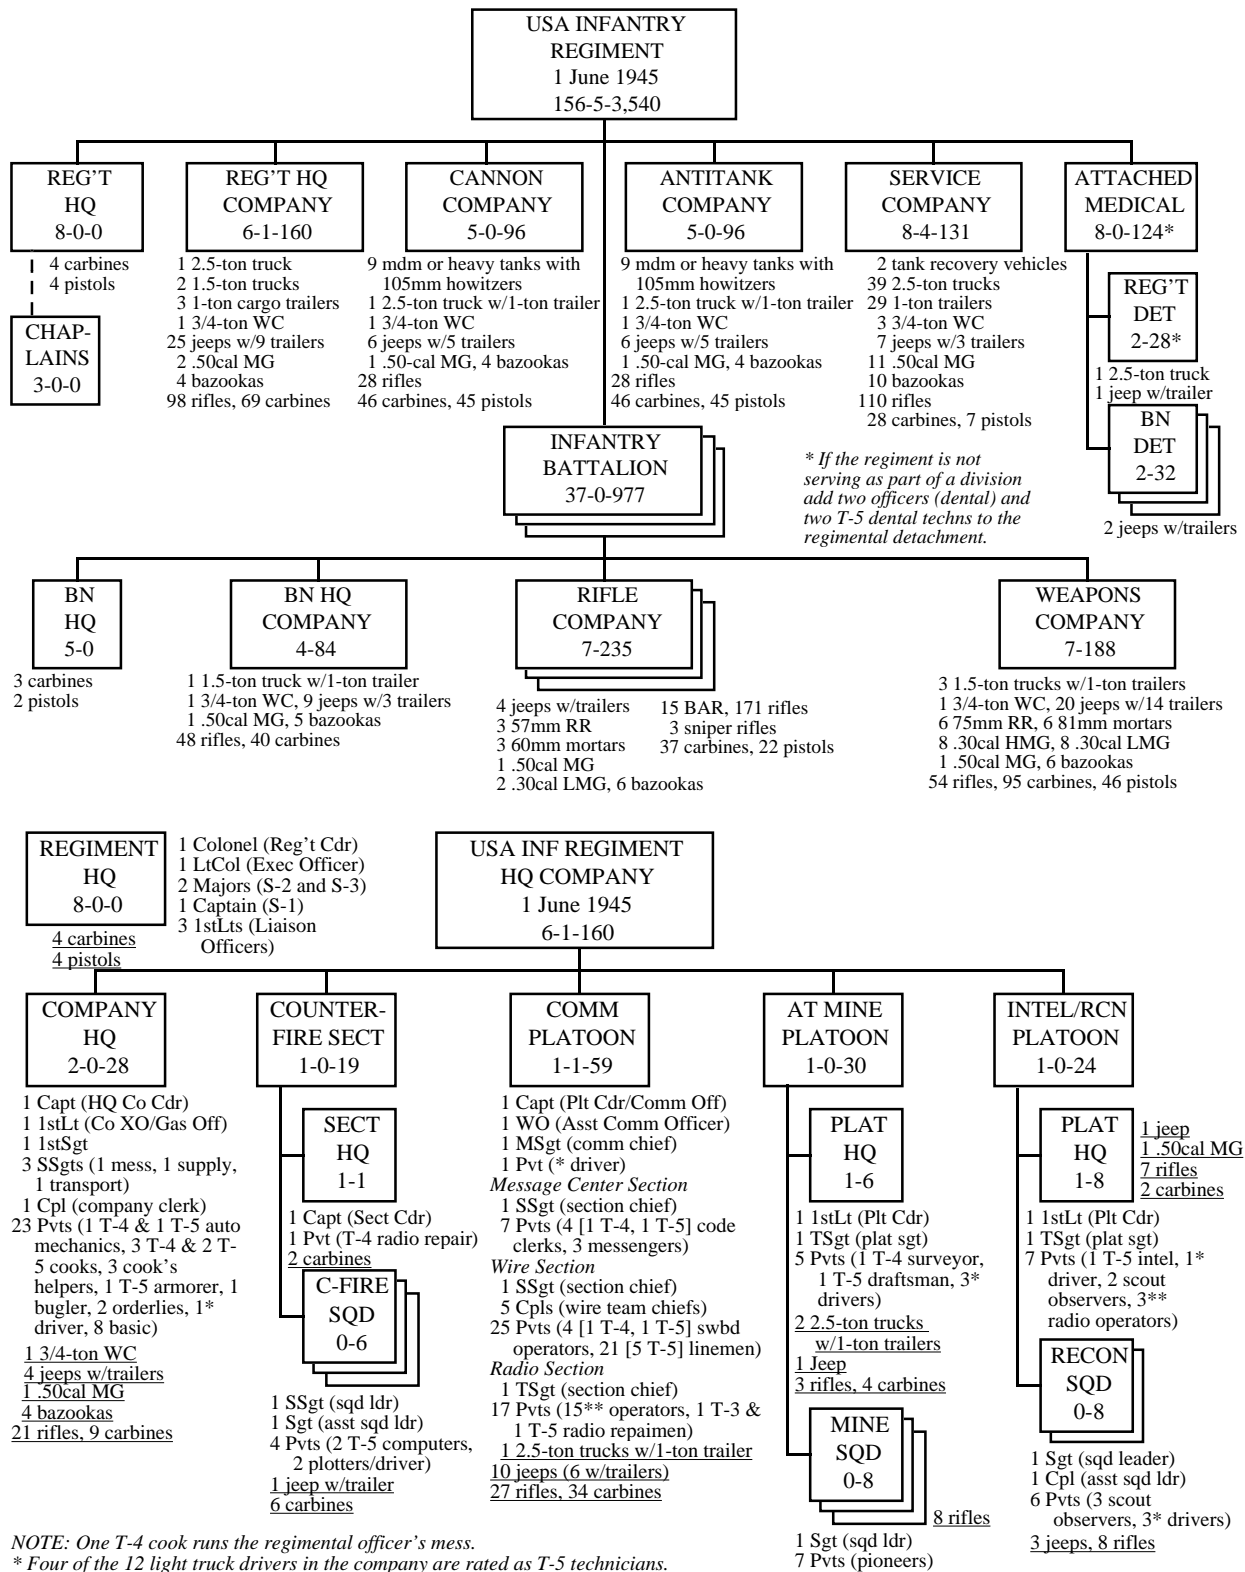 USA INFANTRY
REGIMENT
1 June 1945
156-5-3,540
REG'T
HQ
8-0-0
4 carbines
4 pistols
CHAP-
LAINS
3-0-0
REG'T HQ
COMPANY
6-1-160
1 2.5-ton truck
2 1.5-ton trucks
3 1-ton cargo trailers
1 3/4-ton WC
25 jeeps w/9 trailers
2 .50cal MG
4 bazookas
98 rifles, 69 carbines
CANNON
COMPANY
5-0-96
9 mdm or heavy tanks with
105mm howitzers
1 2.5-ton truck w/1-ton trailer
1 3/4-ton WC
6 jeeps w/5 trailers
1 .50-cal MG, 4 bazookas
28 rifles
46 carbines, 45 pistols
ANTITANK
COMPANY
5-0-96
9 mdm or heavy tanks with
105mm howitzers
1 2.5-ton truck w/1-ton trailer
1 3/4-ton WC
6 jeeps w/5 trailers
1 .50-cal MG, 4 bazookas
28 rifles
46 carbines, 45 pistols
SERVICE
COMPANY
8-4-131
2 tank recovery vehicles
39 2.5-ton trucks
29 1-ton trailers
3 3/4-ton WC
7 jeeps w/3 trailers
11 .50cal MG
10 bazookas
110 rifles
28 carbines, 7 pistols
ATTACHED
MEDICAL
8-0-124*
REG'T
DET
2-28*
1 2.5-ton truck
1 jeep w/trailer
BN
DET
2-32
2 jeeps w/trailers
* If the regiment is not
serving as part of a division
add two officers (dental) and
two T-5 dental techns to the
regimental detachment.
INFANTRY
BATTALION
37-0-977
BN
HQ
5-0
3 carbines
2 pistols
BN HQ
COMPANY
4-84
1 1.5-ton truck w/1-ton trailer
1 3/4-ton WC, 9 jeeps w/3 trailers
1 .50cal MG, 5 bazookas
48 rifles, 40 carbines
RIFLE
COMPANY
7-235
4 jeeps w/trailers
3 57mm RR
3 60mm mortars
1 .50cal MG
2 .30cal LMG, 6 bazookas
15 BAR, 171 rifles
3 sniper rifles
37 carbines, 22 pistols
WEAPONS
COMPANY
7-188
3 1.5-ton trucks w/1-ton trailers
1 3/4-ton WC, 20 jeeps w/14 trailers
6 75mm RR, 6 81mm mortars
8 .30cal HMG, 8 .30cal LMG
1 .50cal MG, 6 bazookas
54 rifles, 95 carbines, 46 pistols
REGIMENT
HQ
8-0-0
4 carbines
4 pistols
1 Colonel (Reg't Cdr)
1 LtCol (Exec Officer)
2 Majors (S-2 and S-3)
1 Captain (S-1)
3 1stLts (Liaison
Officers)
USA INF REGIMENT
HQ COMPANY
1 June 1945
6-1-160
COMPANY
HQ
2-0-28
1 Capt (HQ Co Cdr)
1 1stLt (Co XO/Gas Off)
1 1stSgt
3 SSgts (1 mess, 1 supply,
1 transport)
1 Cpl (company clerk)
23 Pvts (1 T-4 & 1 T-5 auto
mechanics, 3 T-4 & 2 T-
5 cooks, 3 cook's
helpers, 1 T-5 armorer, 1
bugler, 2 orderlies, 1*
driver, 8 basic)
1 3/4-ton WC
4 jeeps w/trailers
1 .50cal MG
4 bazookas
21 rifles, 9 carbines
COUNTER-
FIRE SECT
1-0-19
SECT
HQ
1-1
1 Capt (Sect Cdr)
1 Pvt (T-4 radio repair)
2 carbines
C-FIRE
SQD
0-6
1 SSgt (sqd ldr)
1 Sgt (asst sqd ldr)
4 Pvts (2 T-5 computers,
2 plotters/driver)
1 jeep w/trailer
6 carbines
COMM
PLATOON
1-1-59
1 Capt (Plt Cdr/Comm Off)
1 WO (Asst Comm Officer)
1 MSgt (comm chief)
1 Pvt (* driver)
Message Center Section
1 SSgt (section chief)
7 Pvts (4 [1 T-4, 1 T-5] code
clerks, 3 messengers)
Wire Section
1 SSgt (section chief)
5 Cpls (wire team chiefs)
25 Pvts (4 [1 T-4, 1 T-5] swbd
operators, 21 [5 T-5] linemen)
Radio Section
1 TSgt (section chief)
17 Pvts (15** operators, 1 T-3 &
1 T-5 radio repaimen)
1 2.5-ton trucks w/1-ton trailer
10 jeeps (6 w/trailers)
27 rifles, 34 carbines
AT MINE
PLATOON
1-0-30
PLAT
HQ
1-6
1 1stLt (Plt Cdr)
1 TSgt (plat sgt)
5 Pvts (1 T-4 surveyor,
1 T-5 draftsman, 3*
drivers)
2 2.5-ton trucks
w/1-ton trailers
1 Jeep
3 rifles, 4 carbines
MINE
SQD
0-8
8 rifles
1 Sgt (sqd ldr)
7 Pvts (pioneers)
INTEL/RCN
PLATOON
1-0-24
PLAT
HQ
1-8
1 jeep
1 .50cal MG
7 rifles
2 carbines
1 1stLt (Plt Cdr)
1 TSgt (plat sgt)
7 Pvts (1 T-5 intel, 1*
driver, 2 scout
observers, 3**
radio operators)
RECON
SQD
0-8
1 Sgt (sqd leader)
1 Cpl (asst sqd ldr)
6 Pvts (3 scout
observers, 3* drivers)
3 jeeps, 8 rifles
NOTE: One T-4 cook runs the regimental officer's mess.
* Four of the 12 light truck drivers in the company are rated as T-5 technicians.